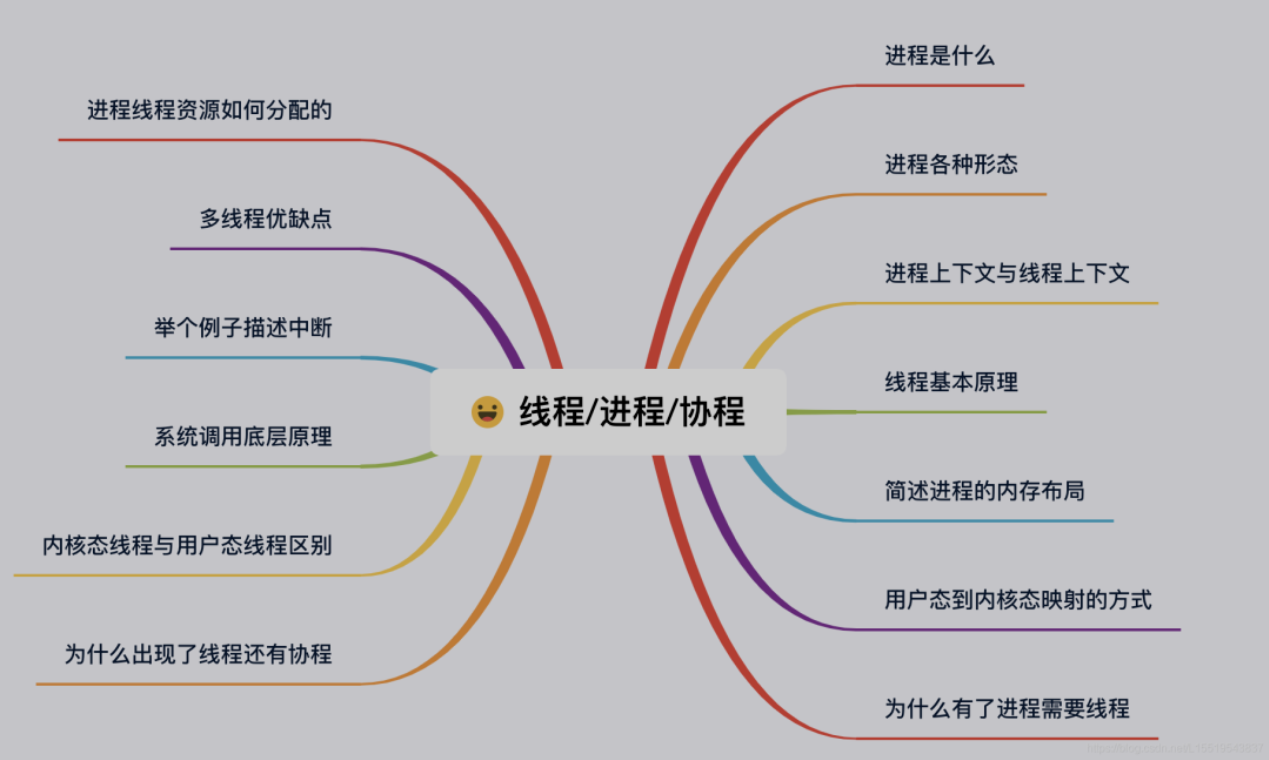 进程线程资源如何分配的
多线程优缺点
举个例子描述中断
系统调用底层原理
内核态线程与用户态线程区别
为什么出现了线程还有协程
线程/进程/协程
进程是什么
进程各种形态
进程上下文与线程上下文
线程基本原理
简述进程的内存布局
用户态到内核态映射的方式
为什么有了进程需要线程